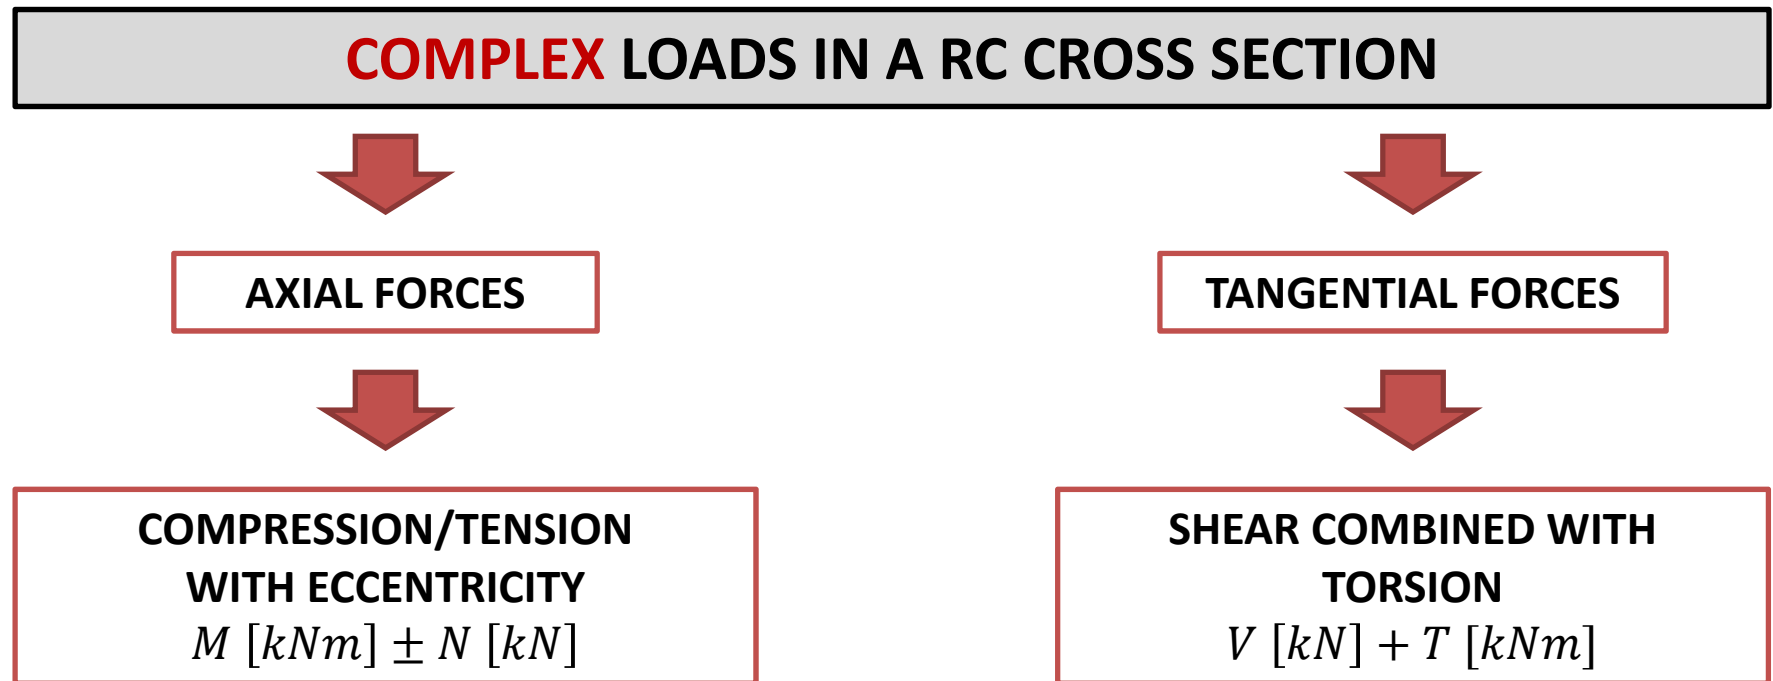 COMPLEX LOADS IN A RC CROSS SECTION
AXIAL FORCES
TANGENTIAL FORCES
COMPRESSION/TENSION
WITH ECCENTRICITY
M [kNm] ± N [kN]
SHEAR COMBINED WITH
TORSION
V [kN] + T [kNm]